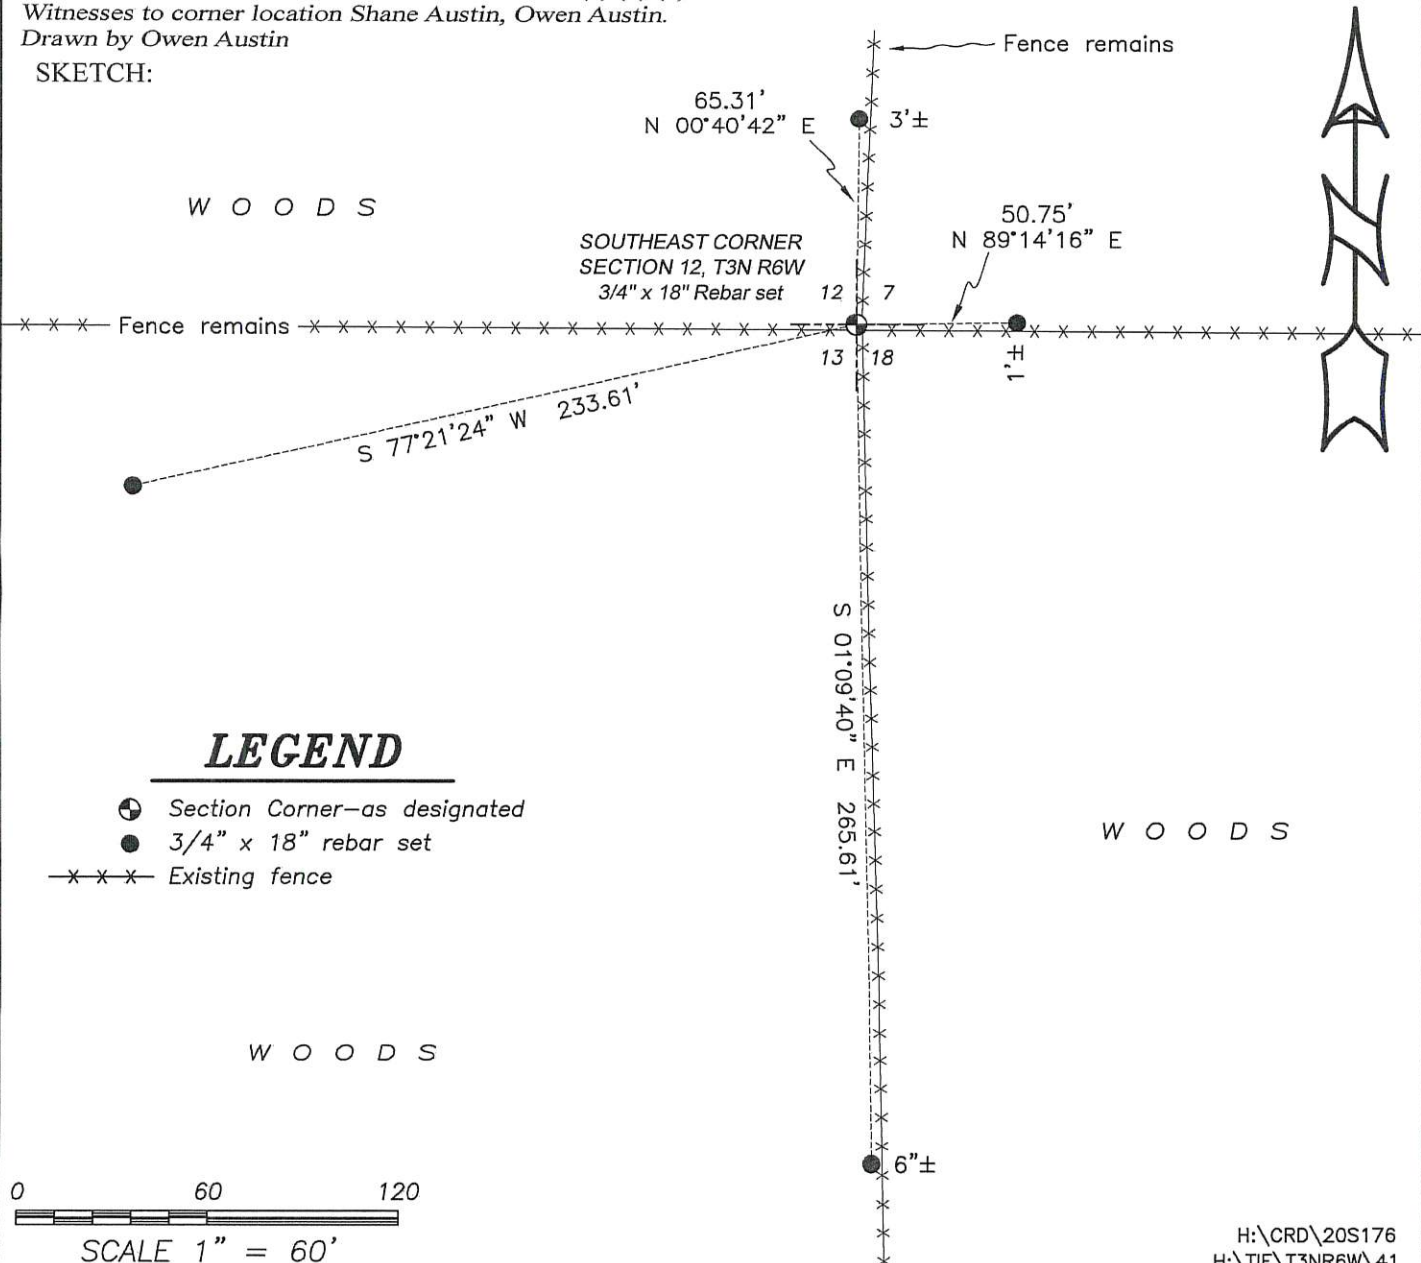 Witnesses to corner location Shane Austin, Owen Austin.
Drawn by Owen Austin
SKETCH:
Fence remains
65.31'
N 00°40'42" E
3'±
WOODS
50.75'
N 89°14'16" E
SOUTHEAST CORNER
SECTION 12, T3N R6W
3/4" x 18" Rebar set
12
7
N
Fence remains
13
18
1'±
S 77°21'24" W 233.61'
S 01°09'40" E 265.61'
LEGEND
Section Corner-as designated
3/4" x 18" rebar set
Existing fence
WOODS
WOODS
6"±
0 60 120
SCALE 1" = 60'
H:\CRD\20S176
H:\TIF\T3NR6W\41